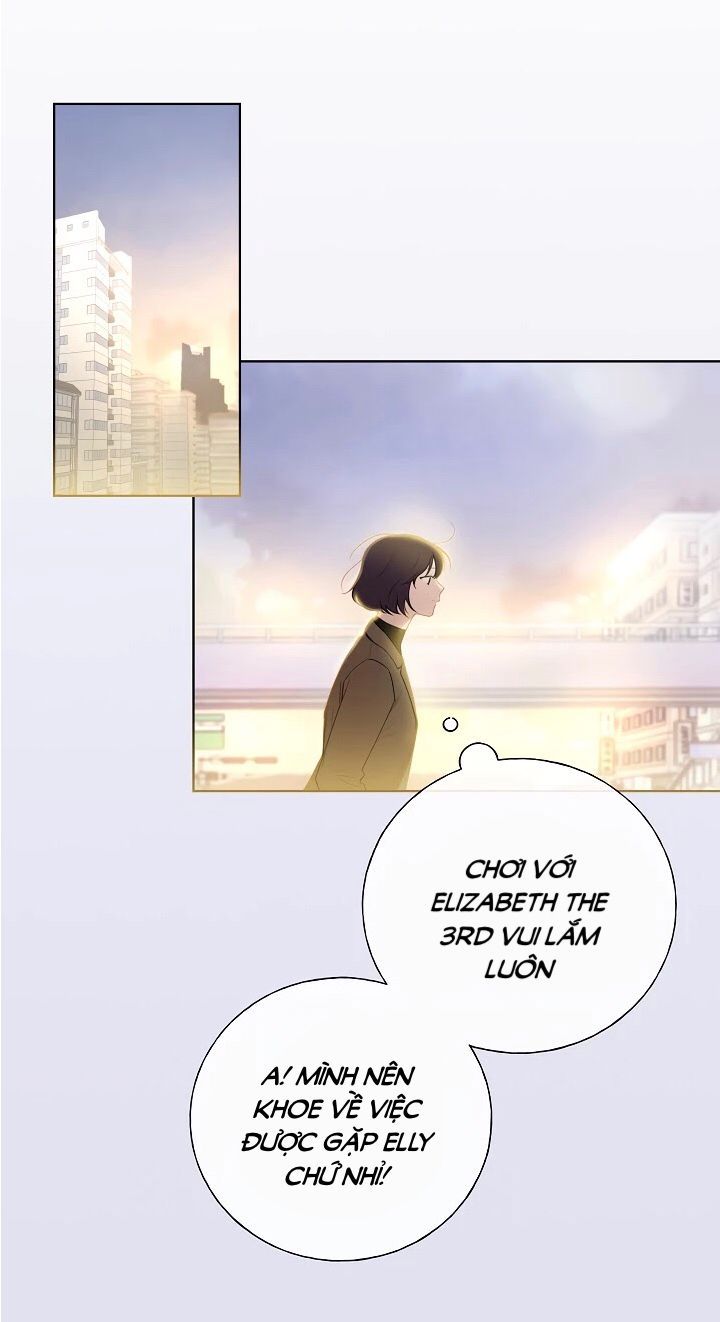 CHƠI VỚI
ELIZABETH THE
3RD VUI LẮM
LUÔN
A! MÌNH NÊN
KHOE VỀ VIỆC
ĐƯỢC GẶP ELLY
CHỨ NHỈ!